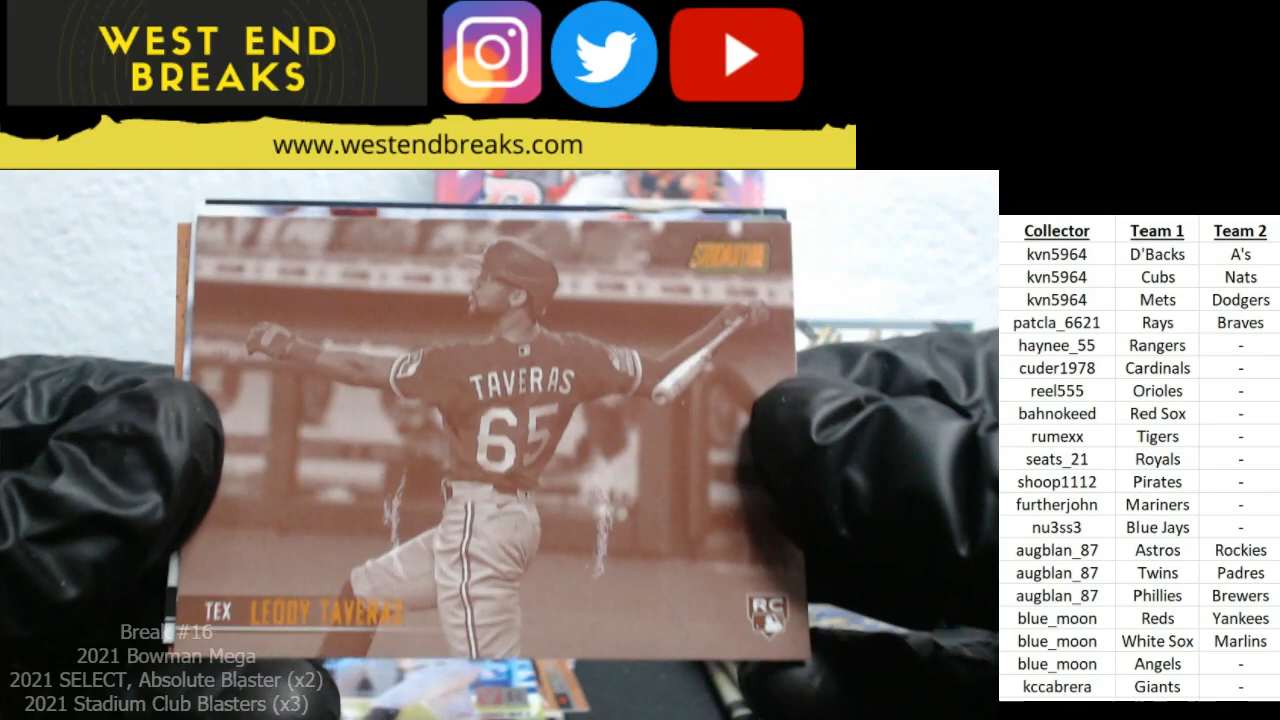 WEST END
BREAKS
www.westendbreaks.com
TAVERAS
65
TEX LEODY TAVERAS
RC
Break #16
2021 Bowman Mega
2021 SELECT, Absolute Blaster (x2)
2021 Stadium Club Blasters (x3)
Collector Team 1 Team 2
kvn5964 D'Backs A's
kvn5964 Cubs Nats
kvn5964 Mets Dodgers
patcla_6621 Rays Braves
haynee_55 Rangers -
cuder1978 Cardinals -
reel555 Orioles -
bahnokeed Red Sox -
rumexx Tigers -
seats_21 Royals -
shoop1112 Pirates -
furtherjohn Mariners -
nu3ss3 Blue Jays -
augblan_87 Astros Rockies
augblan_87 Twins Padres
augblan_87 Phillies Brewers
blue_moon Reds Yankees
blue_moon White Sox Marlins
blue_moon Angels -
kccabrera Giants -